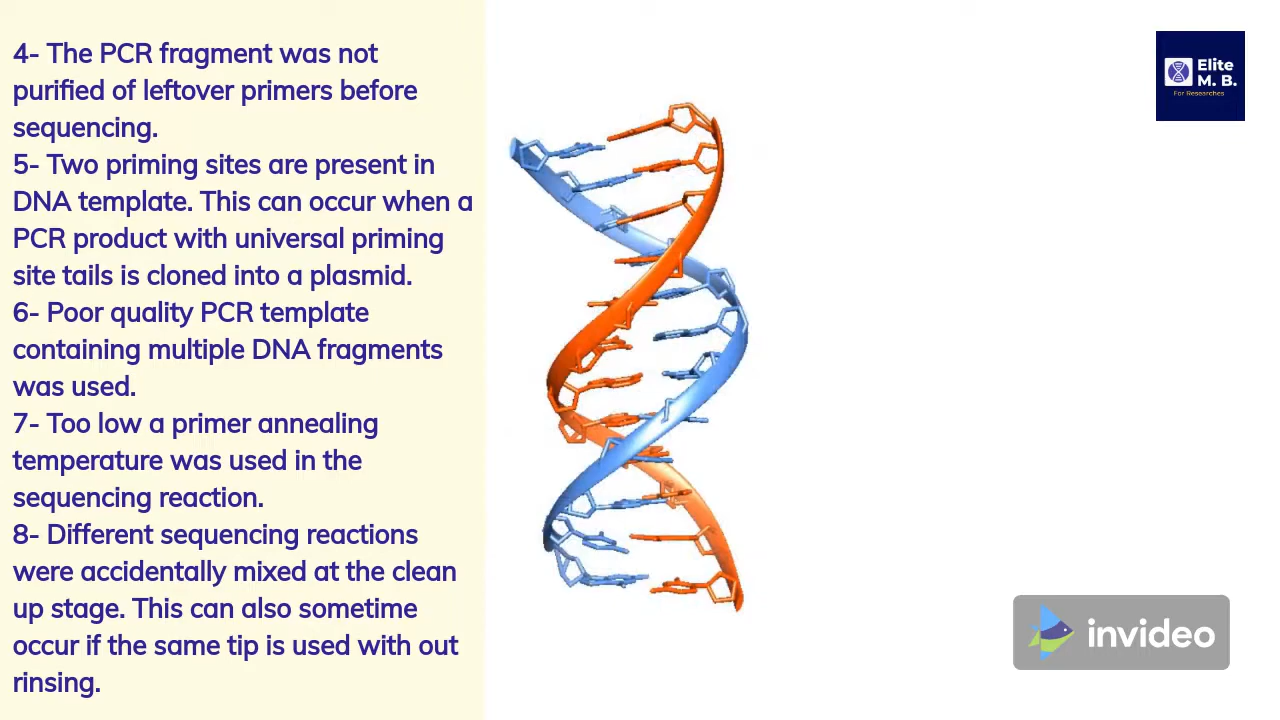 4- The PCR fragment was not
purified of leftover primers before
sequencing.
5- Two priming sites are present in
DNA template. This can occur when a
PCR product with universal priming
site tails is cloned into a plasmid.
6- Poor quality PCR template
containing multiple DNA fragments
was used.
7- Too low a primer annealing
temperature was used in the
sequencing reaction.
8- Different sequencing reactions
were accidentally mixed at the clean
up stage. This can also sometime
occur if the same tip is used with out
rinsing.
Elite
M. B.
For Researches
invideo